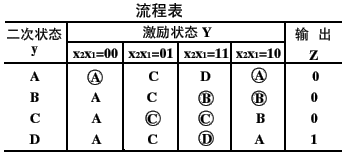 流程表
二次状态 激励状态 Y 输 出
y x2x1=00 x2x1=01 x2x1=11 x2x1=10 Z
A Ⓐ C D Ⓐ 0
B A C Ⓑ Ⓑ 0
C A Ⓒ Ⓒ B 0
D A C Ⓓ A 1